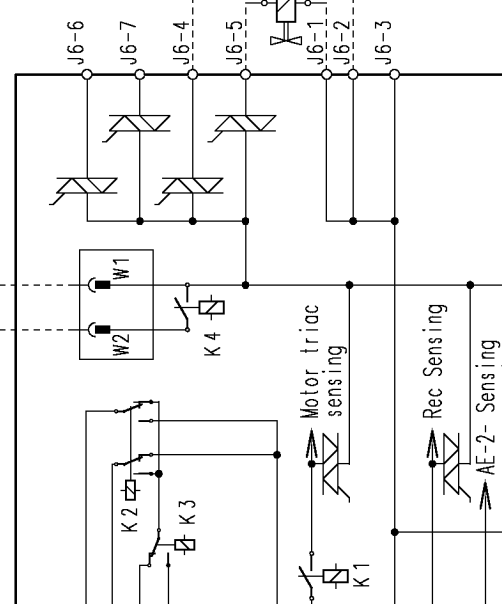 J6-6
J6-7
J6-4
J6-5
J6-1
J6-2
J6-3
W1
W2
K4
Motor triac
sensing
Rec Sensing
AE-2- Sensing
K2
K3
K1